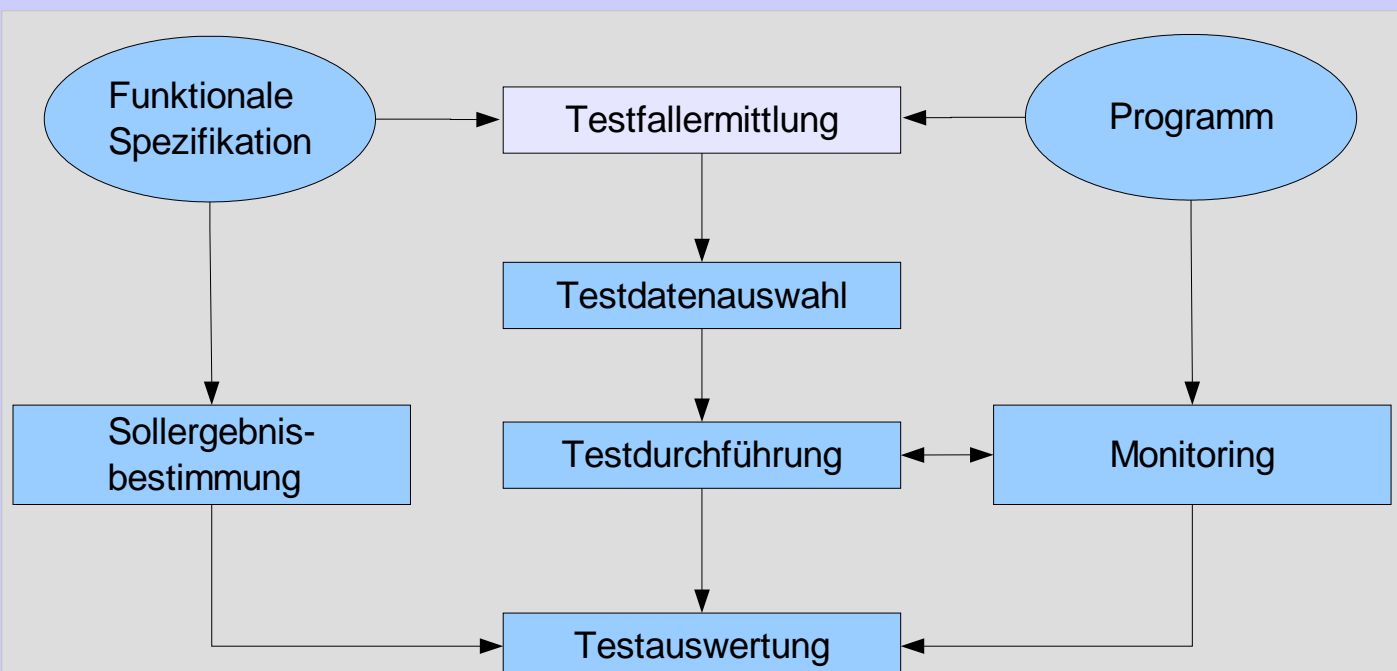 Funktionale
Spezifikation
Testfallermittlung
Programm
Testdatenauswahl
Sollergebnis-
bestimmung
Testdurchführung
Monitoring
Testauswertung